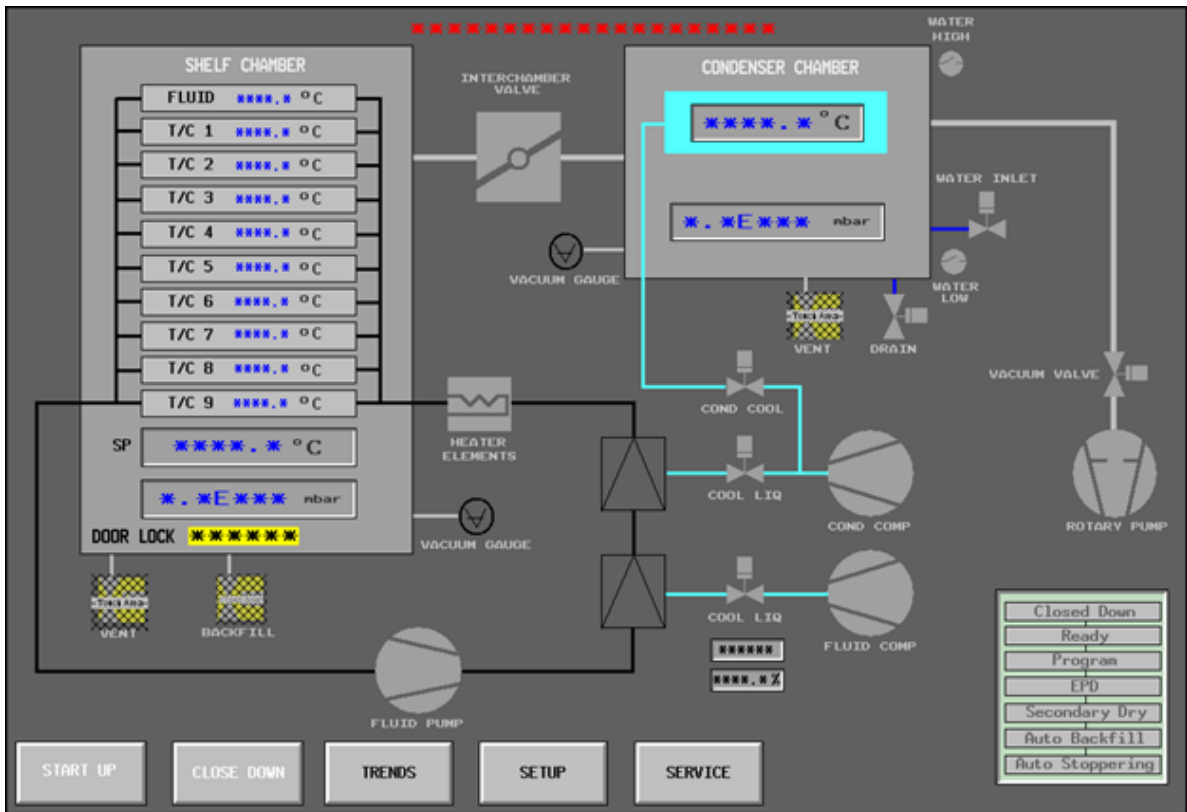 ********************
WATER
HIGH
SHELF CHAMBER
CONDENSER CHAMBER
INTERCHAMBER
VALVE
FLUID ****.* °C
T/C 1 ****.* °C
T/C 2 ****.* °C
T/C 3 ****.* °C
T/C 4 ****.* °C
T/C 5 ****.* °C
T/C 6 ****.* °C
T/C 7 ****.* °C
T/C 8 ****.* °C
T/C 9 ****.* °C
SP ****.* °C
*.*E*** mbar
DOOR LOCK ******
VENT
BACKFILL
VACUUM GAUGE
HEATER
ELEMENTS
****.* °C
*.*E*** mbar
VACUUM GAUGE
WATER INLET
WATER
LOW
VENT
DRAIN
VACUUM VALVE
COND COOL
COOL LIQ
COND COMP
ROTARY PUMP
COOL LIQ
FLUID COMP
******
****.*%
FLUID PUMP
Closed Down
Ready
Program
EPD
Secondary Dry
Auto Backfill
Auto Stoppering
START UP
CLOSE DOWN
TRENDS
SETUP
SERVICE